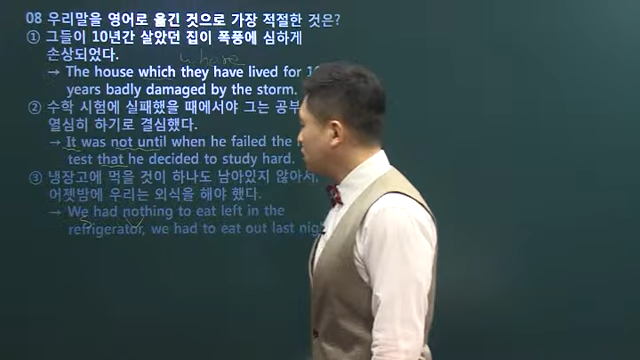 08 우리말을 영어로 옮긴 것으로 가장 적절한 것은?
① 그들이 10년간 살았던 집이 폭풍에 심하게
손상되었다.
where
→ The house which they have lived for
years badly damaged by the storm.
② 수학 시험에 실패했을 때에서야 그는
열심히 하기로 결심했다.
→ It was not until when he failed the
test that he decided to study hard.
③ 냉장고에 먹을 것이 하나도 남아있지
어젯밤에 우리는 외식을 해야 했다.
→ We had nothing to eat left in the
refrigerator, we had to eat out last